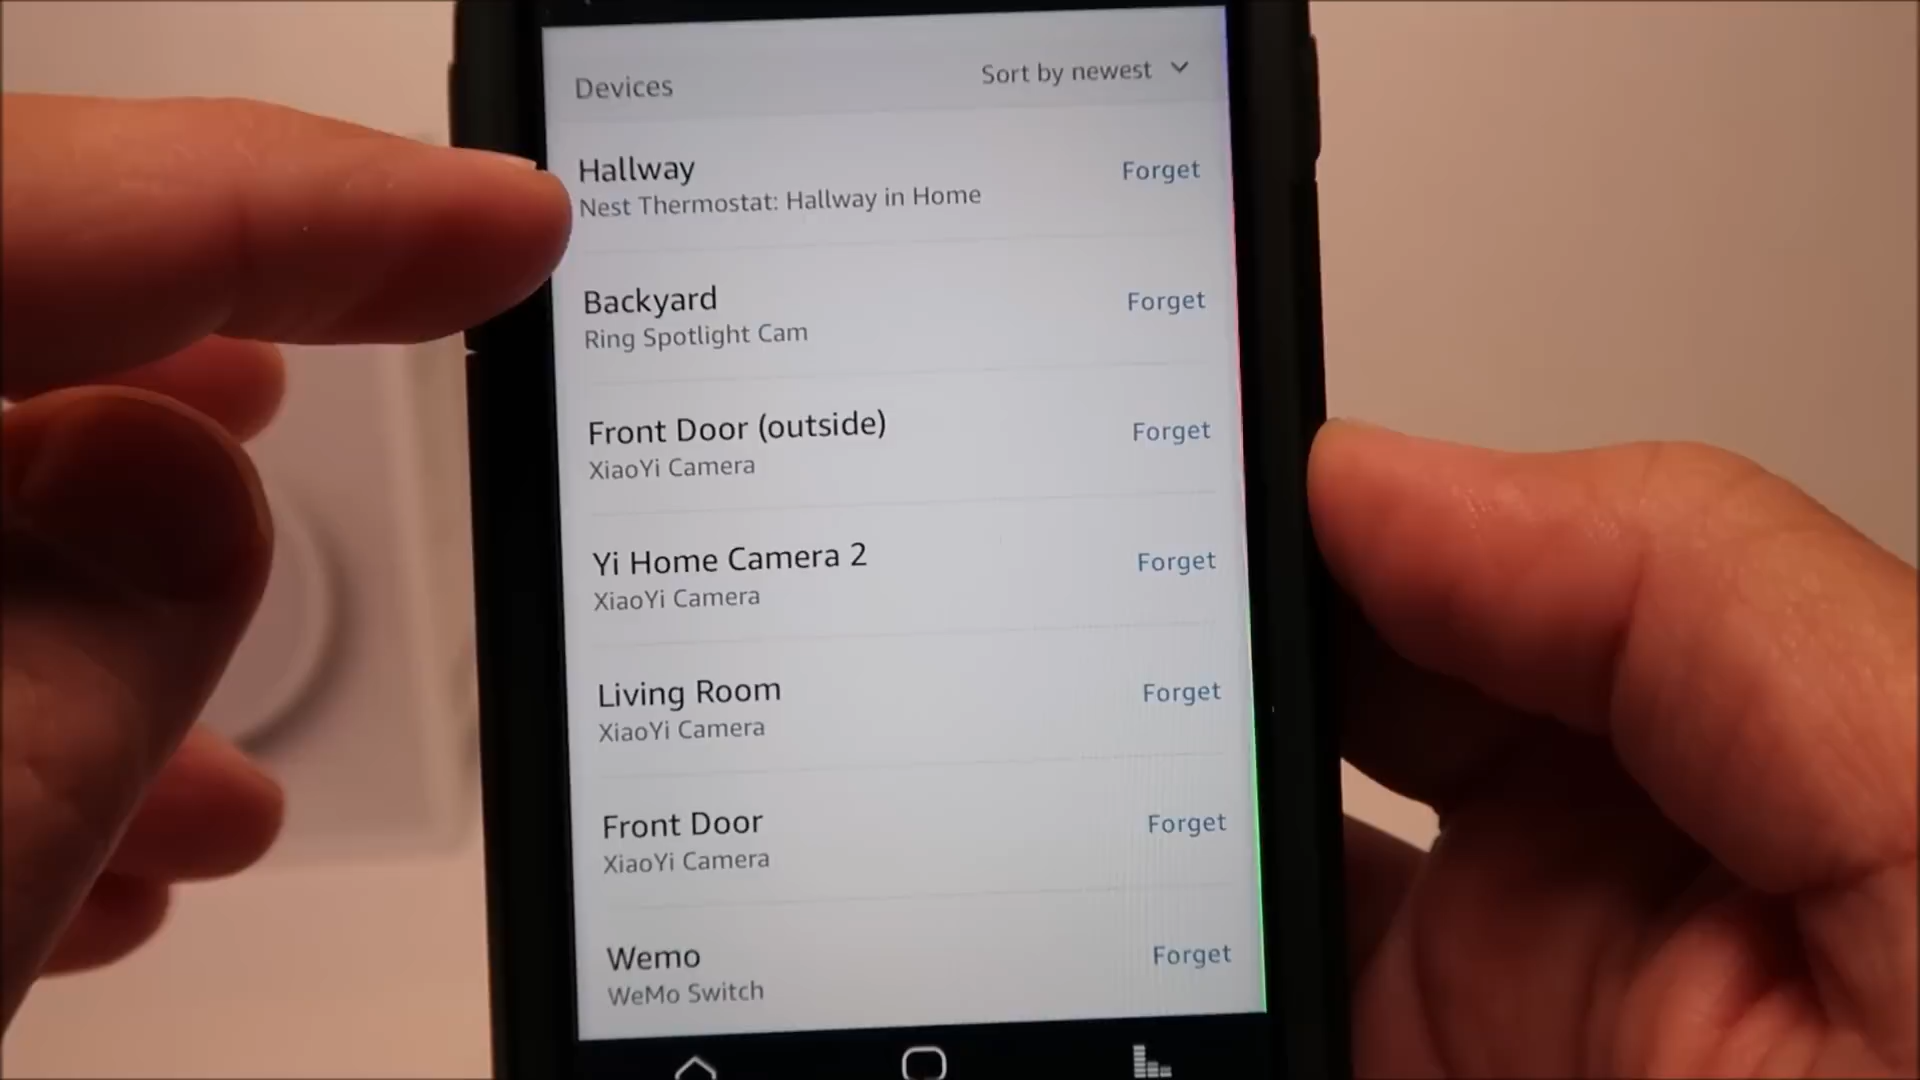 Devices
Sort by newest
Hallway
Forget
Nest Thermostat: Hallway in Home
Backyard
Forget
Ring Spotlight Cam
Front Door (outside)
Forget
XiaoYi Camera
Yi Home Camera 2
Forget
XiaoYi Camera
Living Room
Forget
XiaoYi Camera
Front Door
Forget
XiaoYi Camera
Wemo
Forget
WeMo Switch